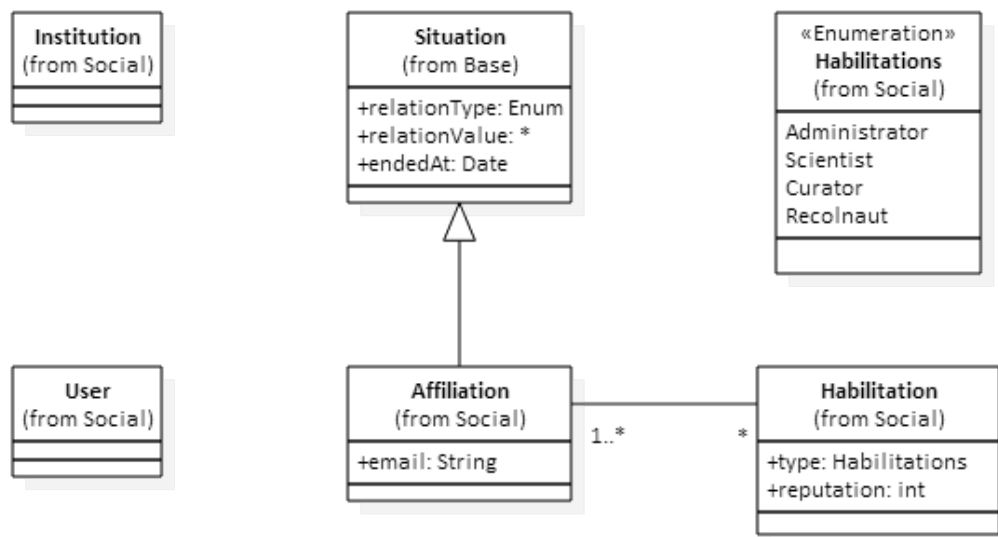 Institution
(from Social)
Situation
(from Base)
+relationType: Enum
+relationValue: *
+endedAt: Date
«Enumeration»
Habilitations
(from Social)
Administrator
Scientist
Curator
Recolnaut
User
(from Social)
Affiliation
(from Social)
+email: String
1..*
*
Habilitation
(from Social)
+type: Habilitations
+reputation: int